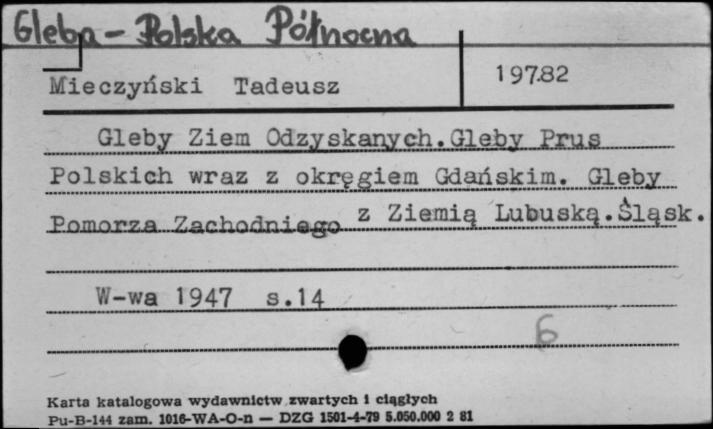 Gleba - Polska Północna
Mieczyński Tadeusz 19782
Gleby Ziem Odzyskanych. Gleby Prus
Polskich wraz z okręgiem Gdańskim. Gleby
Pomorza Zachodniego z Ziemią Lubuską. Śląsk.
W-wa 1947 s.14
6
Karta katalogowa wydawnictw zwartych i ciągłych
Pu-B-144 zam. 1016-WA-O-n — DZG 1501-4-79 5.050.000 2 81